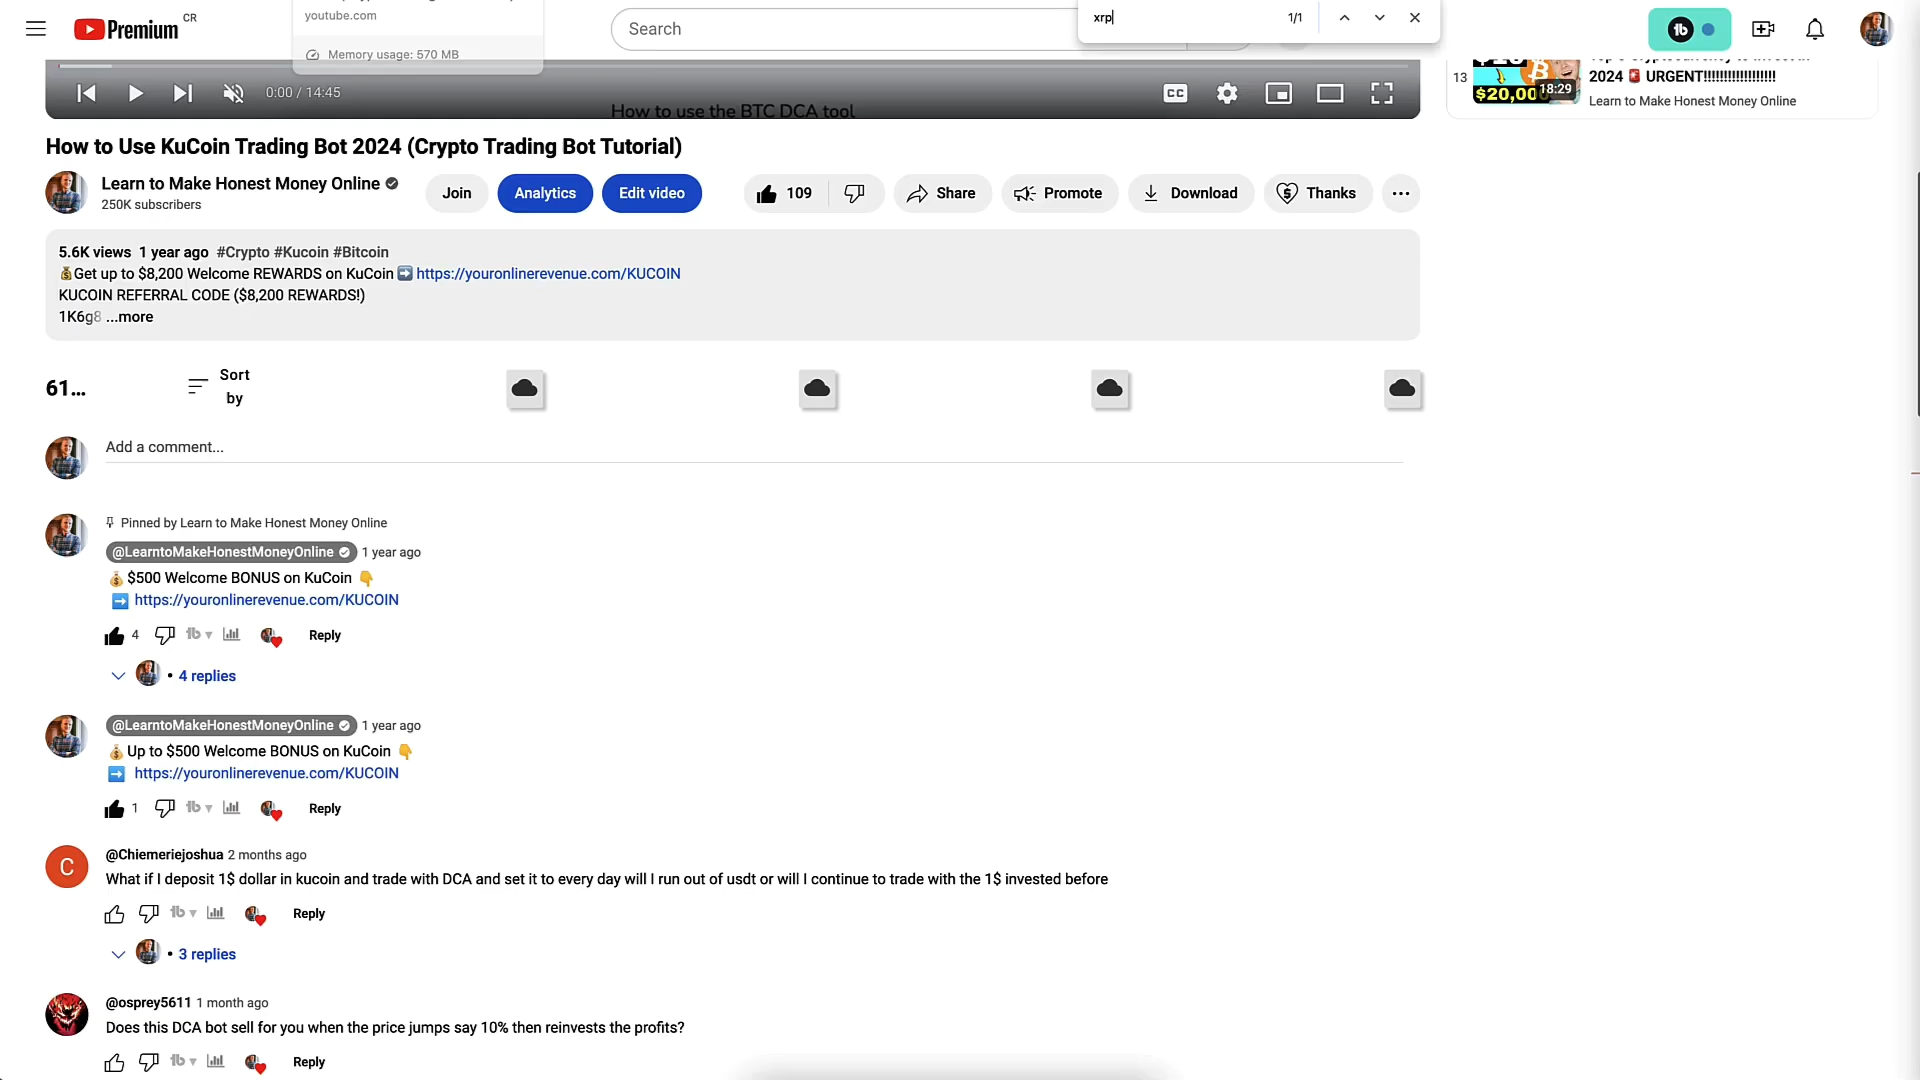 Premium CR
youtube.com
Memory usage: 570 MB
Search
xrp 1/1
0:00 / 14:45
CC
How to use the BTC DCA tool
13
$20,000
18:29
2024 🚨 URGENT!!!!!!!!!!!!!!!!!!
Learn to Make Honest Money Online
How to Use KuCoin Trading Bot 2024 (Crypto Trading Bot Tutorial)
Learn to Make Honest Money Online
250K subscribers
Join
Analytics
Edit video
109
Share
Promote
Download
Thanks
5.6K views 1 year ago #Crypto #Kucoin #Bitcoin
💰Get up to $8,200 Welcome REWARDS on KuCoin ➡️ https://youronlinerevenue.com/KUCOIN
KUCOIN REFERRAL CODE ($8,200 REWARDS!)
1K6g8 ...more
61...
Sort by
Add a comment...
Pinned by Learn to Make Honest Money Online
@LearntoMakeHonestMoneyOnline 1 year ago
💰 $500 Welcome BONUS on KuCoin 👇
➡️ https://youronlinerevenue.com/KUCOIN
4 Reply
• 4 replies
@LearntoMakeHonestMoneyOnline 1 year ago
💰 Up to $500 Welcome BONUS on KuCoin 👇
➡️ https://youronlinerevenue.com/KUCOIN
1 Reply
C
@Chiemeriejoshua 2 months ago
What if I deposit 1$ dollar in kucoin and trade with DCA and set it to every day will I run out of usdt or will I continue to trade with the 1$ invested before
Reply
• 3 replies
@osprey5611 1 month ago
Does this DCA bot sell for you when the price jumps say 10% then reinvests the profits?
Reply